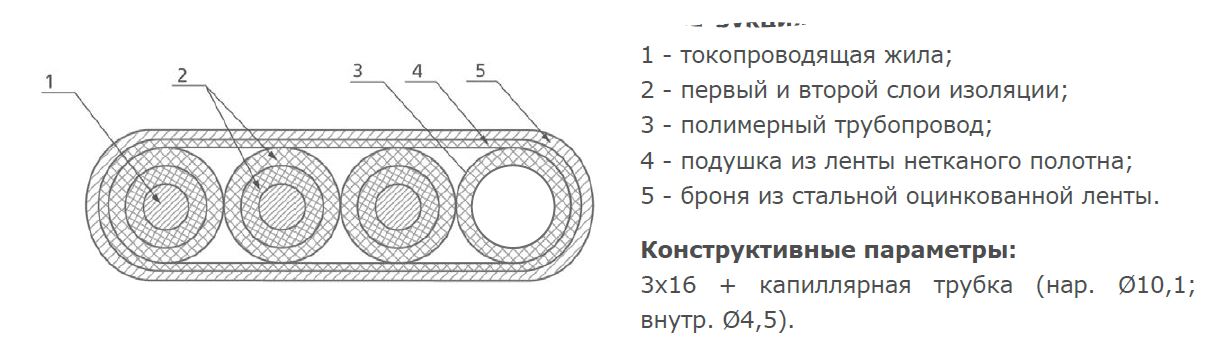 1 - токопроводящая жила;
1 2 3 4 5
2 - первый и второй слои изоляции;
3 - полимерный трубопровод;
4 - подушка из ленты нетканого полотна;
5 - броня из стальной оцинкованной ленты.
Конструктивные параметры:
3х16 + капиллярная трубка (нар. Ø10,1;
внутр. Ø4,5).